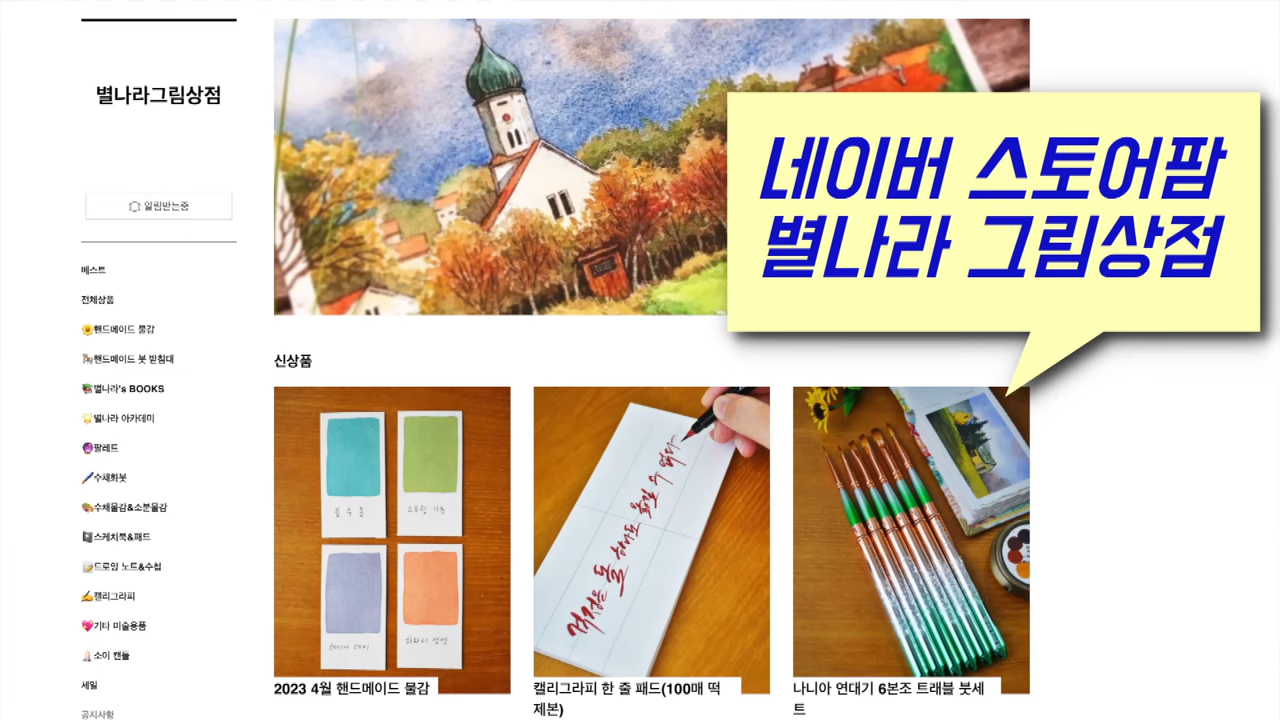 별나라그림상점
알림받는중
베스트
전체상품
핸드메이드 물감
핸드메이드 붓 받침대
별나라's BOOKS
별나라 아카데미
팔레트
수채화붓
수채물감&소분물감
스케치북&패드
드로잉 노트&수첩
캘리그라피
기타 미술용품
소이 캔들
세일
공지사항
네이버 스토어팜
별나라 그림상점
신상품
2023 4월 핸드메이드 물감
캘리그라피 한 줄 패드(100매 떡
제본)
나니아 연대기 6본조 트래블 붓세
트